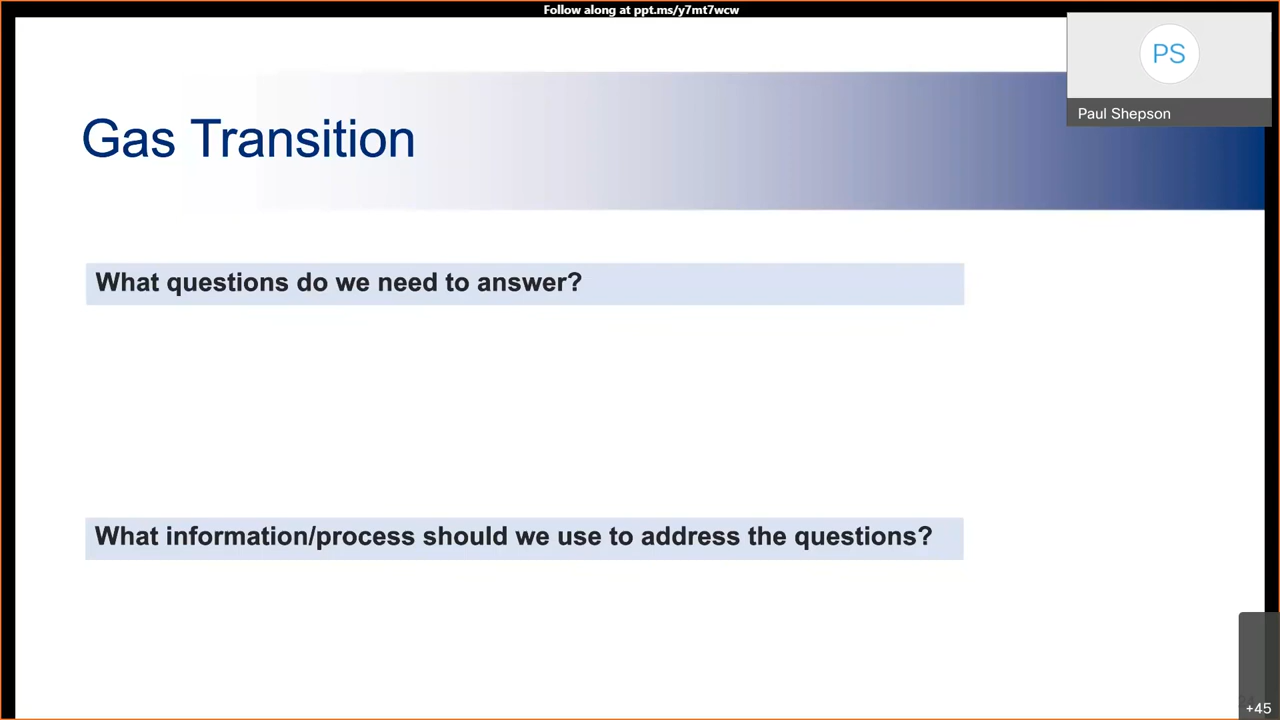 Follow along at ppt.ms/y7mt7wcw
PS
Paul Shepson
Gas Transition
What questions do we need to answer?
What information/process should we use to address the questions?
+45